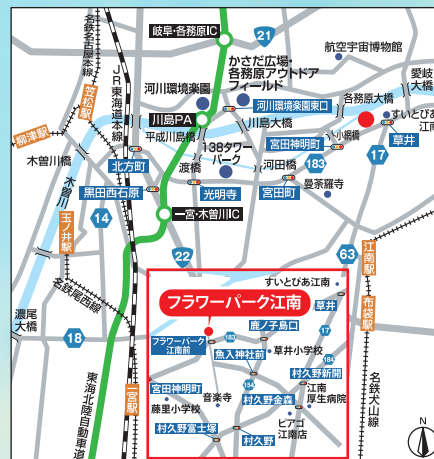 岐阜・各務原IC
21
航空宇宙博物館
かさだ広場・
各務原アウトドア
フィールド
名鉄名古屋本線
JR東海道本線
河川環境楽園
河川環境楽園東口
各務原大橋
愛岐大橋
笠松駅
柳津駅
川島PA
平成川島橋
川島大橋
小網橋
すいとぴあ江南
草井
木曽川橋
北方町
渡橋
138タワー
パーク
宮田神明町
河田橋
183
17
木曽川
黒田西石原
光明寺
宮田町
曼荼羅寺
玉ノ井駅
14
一宮・木曽川IC
22
63
江南駅
布袋駅
名鉄尾西線
濃尾
大橋
18
一宮駅
東海北陸自動車道
名鉄犬山線
フラワーパーク江南
すいとぴあ江南
草井
鹿ノ子島口
17
フラワーパーク
江南前
183
魚入神社前
草井小学校
184
村久野新開
宮田神明町
154
藤里小学校
音楽寺
村久野金森
江南
厚生病院
村久野富士塚
ピアゴ
江南店
村久野
N